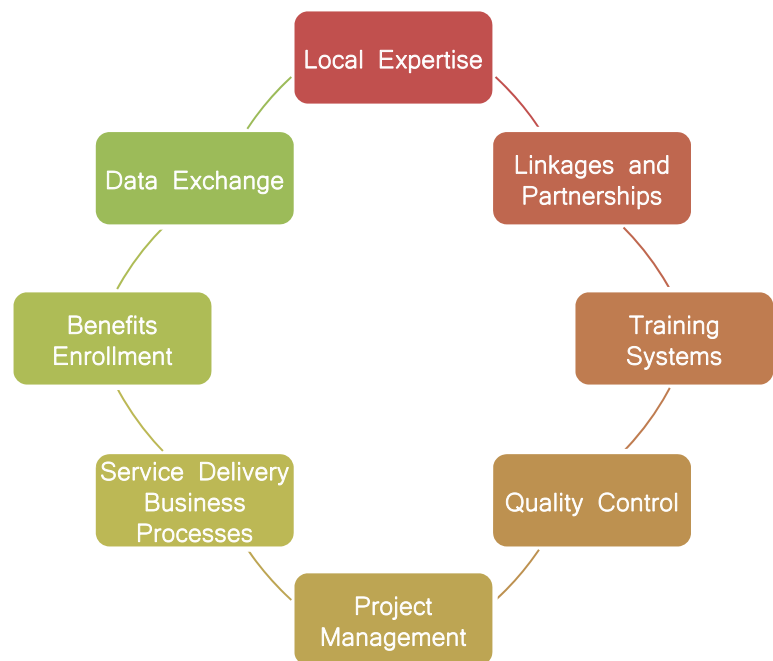 Local Expertise
Linkages and
Partnerships
Training
Systems
Quality Control
Project
Management
Service Delivery
Business
Processes
Benefits
Enrollment
Data Exchange